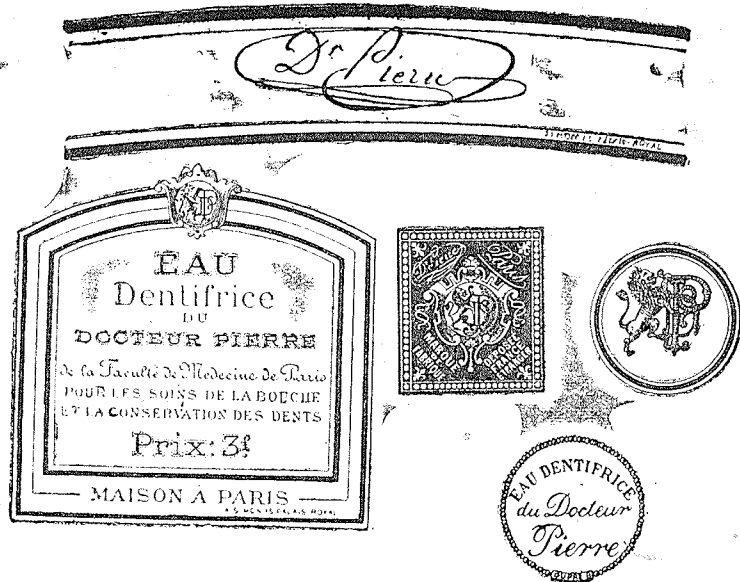 Dr Pierre
EAU
Dentifrice
DU
DOCTEUR PIERRE
de la Faculté de Medecine de Paris
POUR LES SOINS DE LA BOUCHE
ET LA CONSERVATION DES DENTS
Prix: 3f
MAISON A PARIS
EAU DENTIFRICE
du Docteur
Pierre